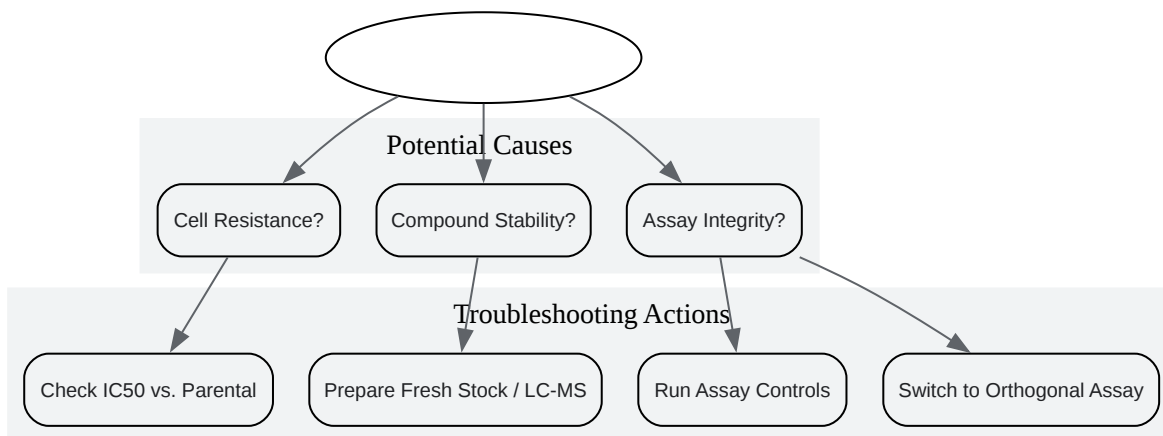 Potential Causes
Cell Resistance?
Compound Stability?
Assay Integrity?
Troubleshooting Actions
Check IC50 vs. Parental
Prepare Fresh Stock / LC-MS
Run Assay Controls
Switch to Orthogonal Assay